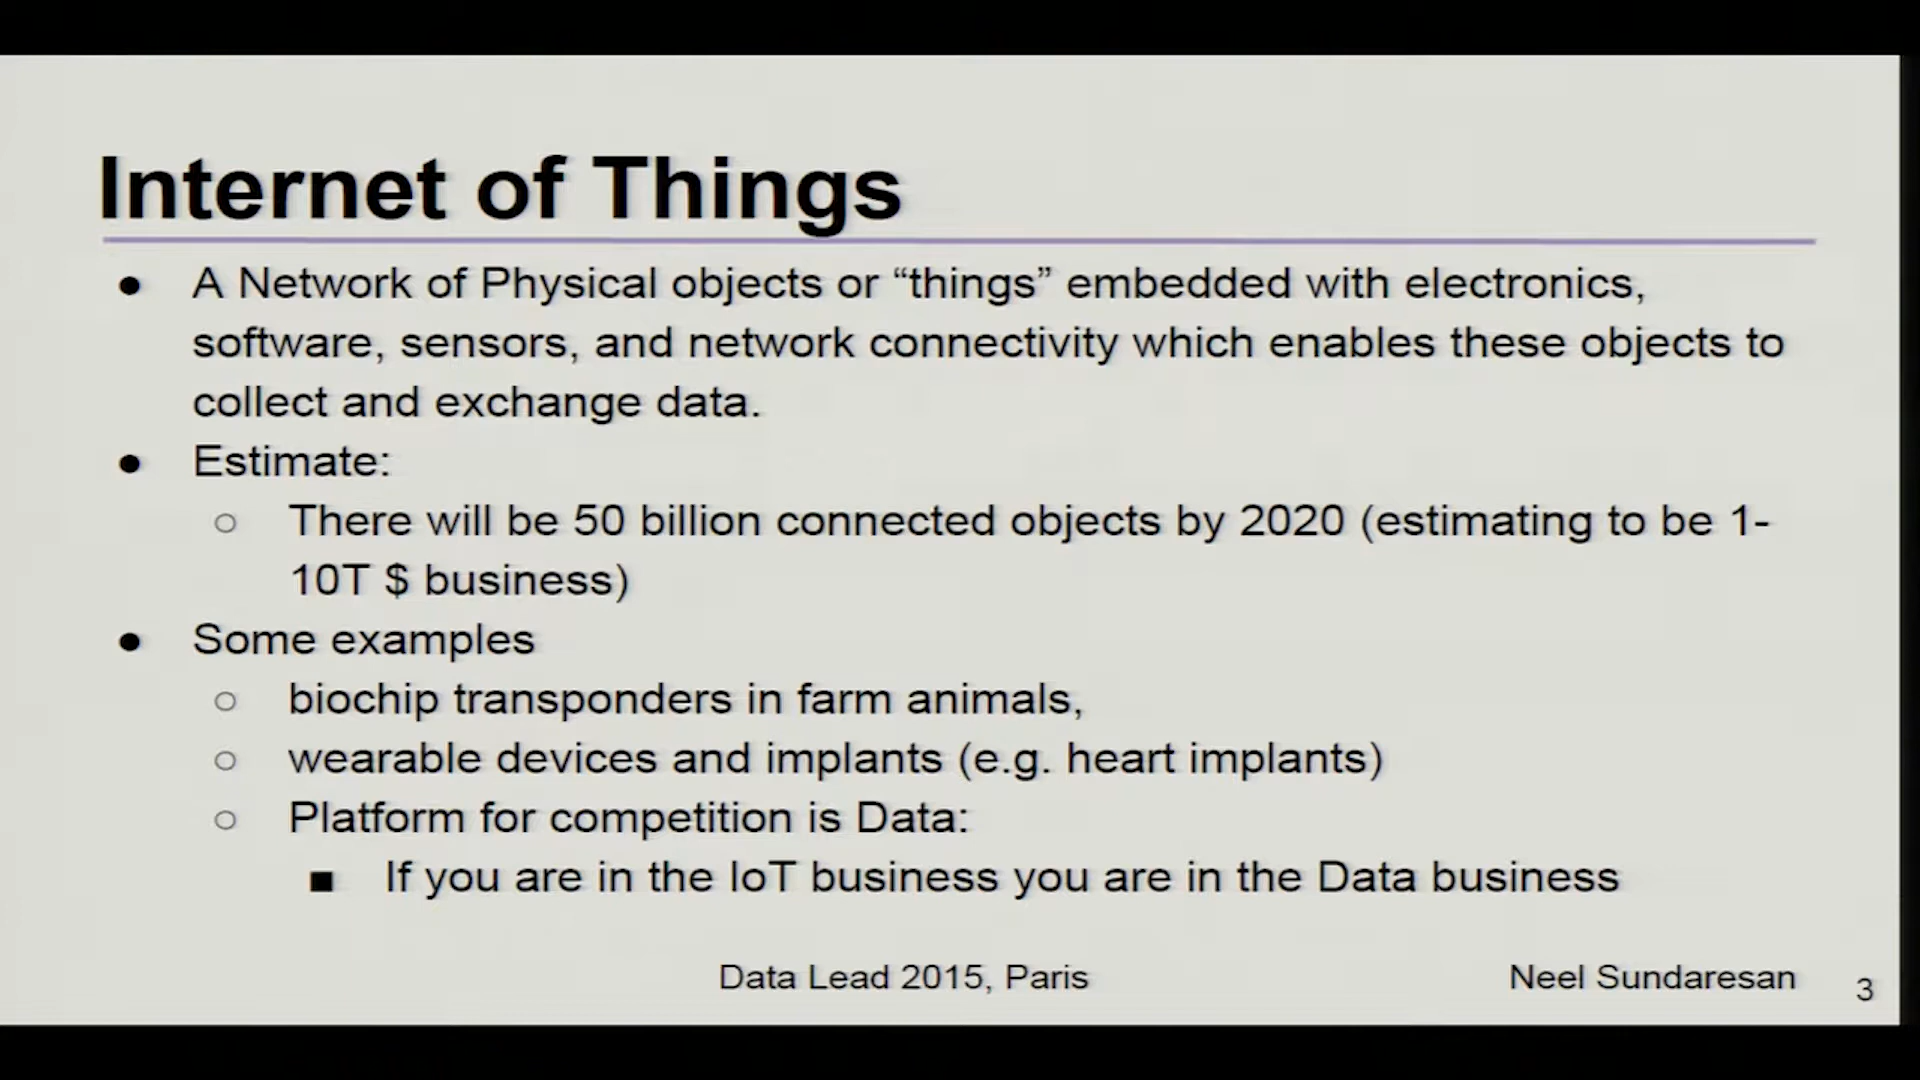 Internet of Things
● A Network of Physical objects or “things” embedded with electronics,
software, sensors, and network connectivity which enables these objects to
collect and exchange data.
● Estimate:
○ There will be 50 billion connected objects by 2020 (estimating to be 1-
10T $ business)
● Some examples
○ biochip transponders in farm animals,
○ wearable devices and implants (e.g. heart implants)
○ Platform for competition is Data:
■ If you are in the IoT business you are in the Data business
Data Lead 2015, Paris
Neel Sundaresan
3